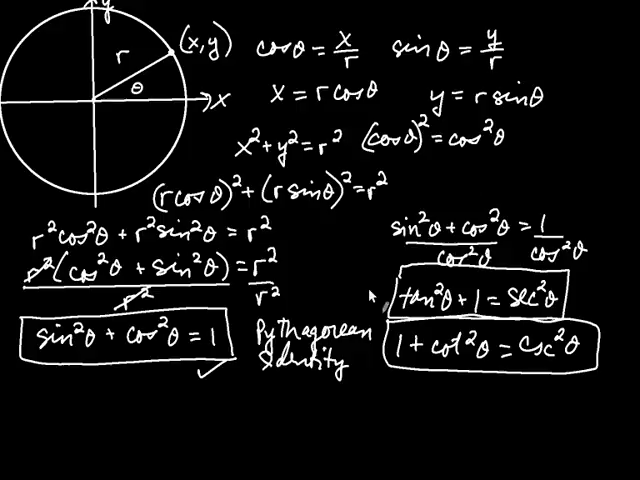 y
(x,y)
r
θ
x
cosθ = x/r
sinθ = y/r
x = r cosθ
y = r sinθ
x² + y² = r²
(cosθ)² = cos²θ
(r cosθ)² + (r sinθ)² = r²
r²cos²θ + r²sin²θ = r²
r²(cos²θ + sin²θ) = r²
r² r²
sin²θ + cos²θ = 1
Pythagorean
Identity
sin²θ + cos²θ = 1
cos²θ cos²θ
tan²θ + 1 = sec²θ
1 + cot²θ = csc²θ